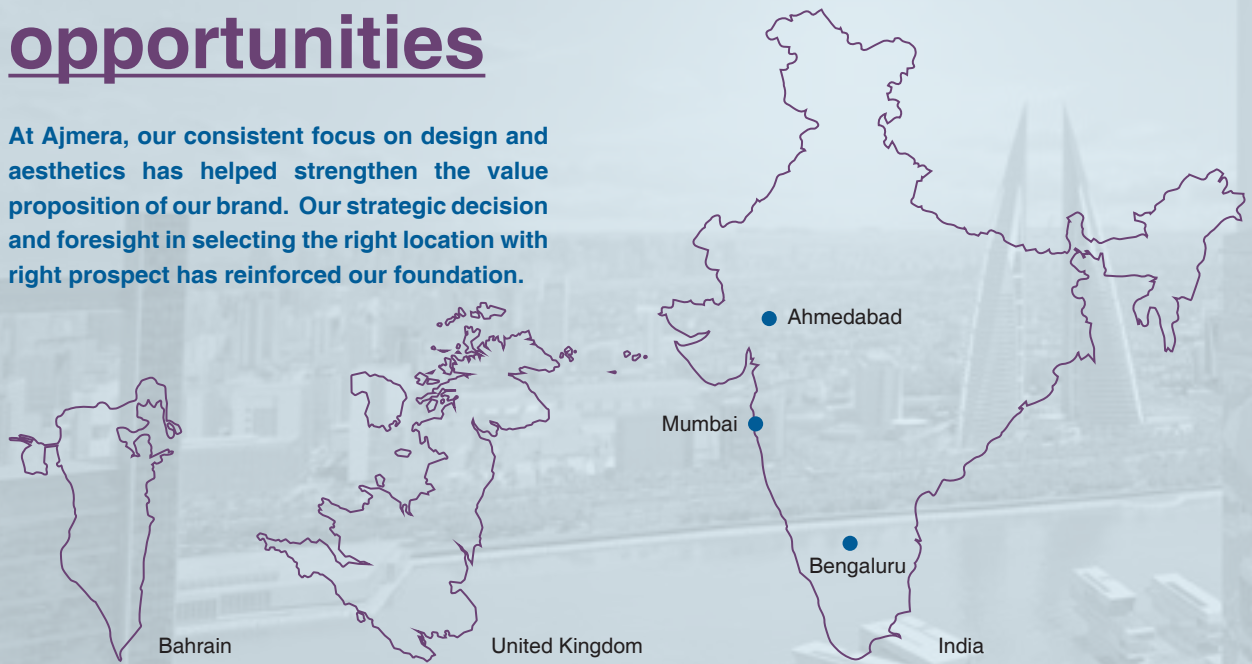 opportunities
At Ajmera, our consistent focus on design and
aesthetics has helped strengthen the value
proposition of our brand. Our strategic decision
and foresight in selecting the right location with
right prospect has reinforced our foundation.
Ahmedabad
Mumbai
Bengaluru
Bahrain
United Kingdom
India